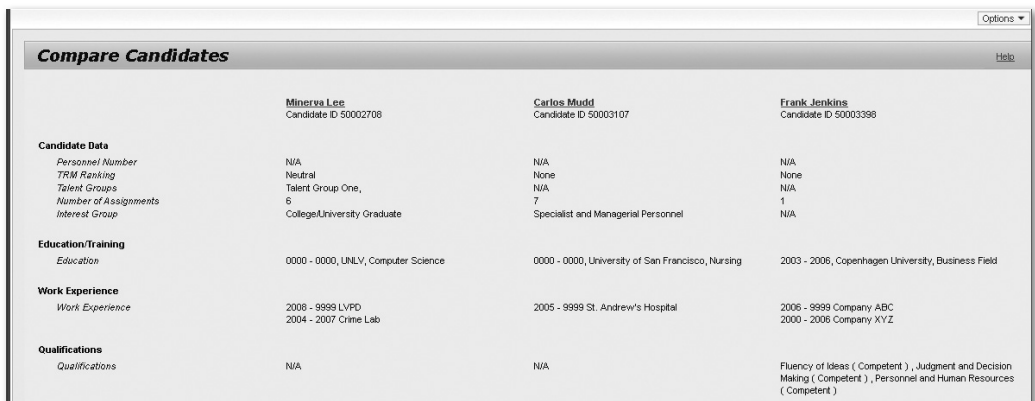 Options
Compare Candidates Help
Minerva Lee Carlos Mudd Frank Jenkins
Candidate ID 50002708 Candidate ID 50003107 Candidate ID 50003398
Candidate Data
Personnel Number N/A N/A N/A
TRM Ranking Neutral None None
Talent Groups Talent Group One, N/A N/A
Number of Assignments 6 7 1
Interest Group College/University Graduate Specialist and Managerial Personnel N/A
Education/Training
Education 0000 - 0000, UNLV, Computer Science 0000 - 0000, University of San Francisco, Nursing 2003 - 2006, Copenhagen University, Business Field
Work Experience
Work Experience 2008 - 9999 LVPD 2005 - 9999 St. Andrew's Hospital 2006 - 9999 Company ABC
2004 - 2007 Crime Lab 2000 - 2006 Company XYZ
Qualifications
Qualifications N/A N/A Fluency of Ideas ( Competent ) , Judgment and Decision
Making ( Competent ) , Personnel and Human Resources
( Competent )